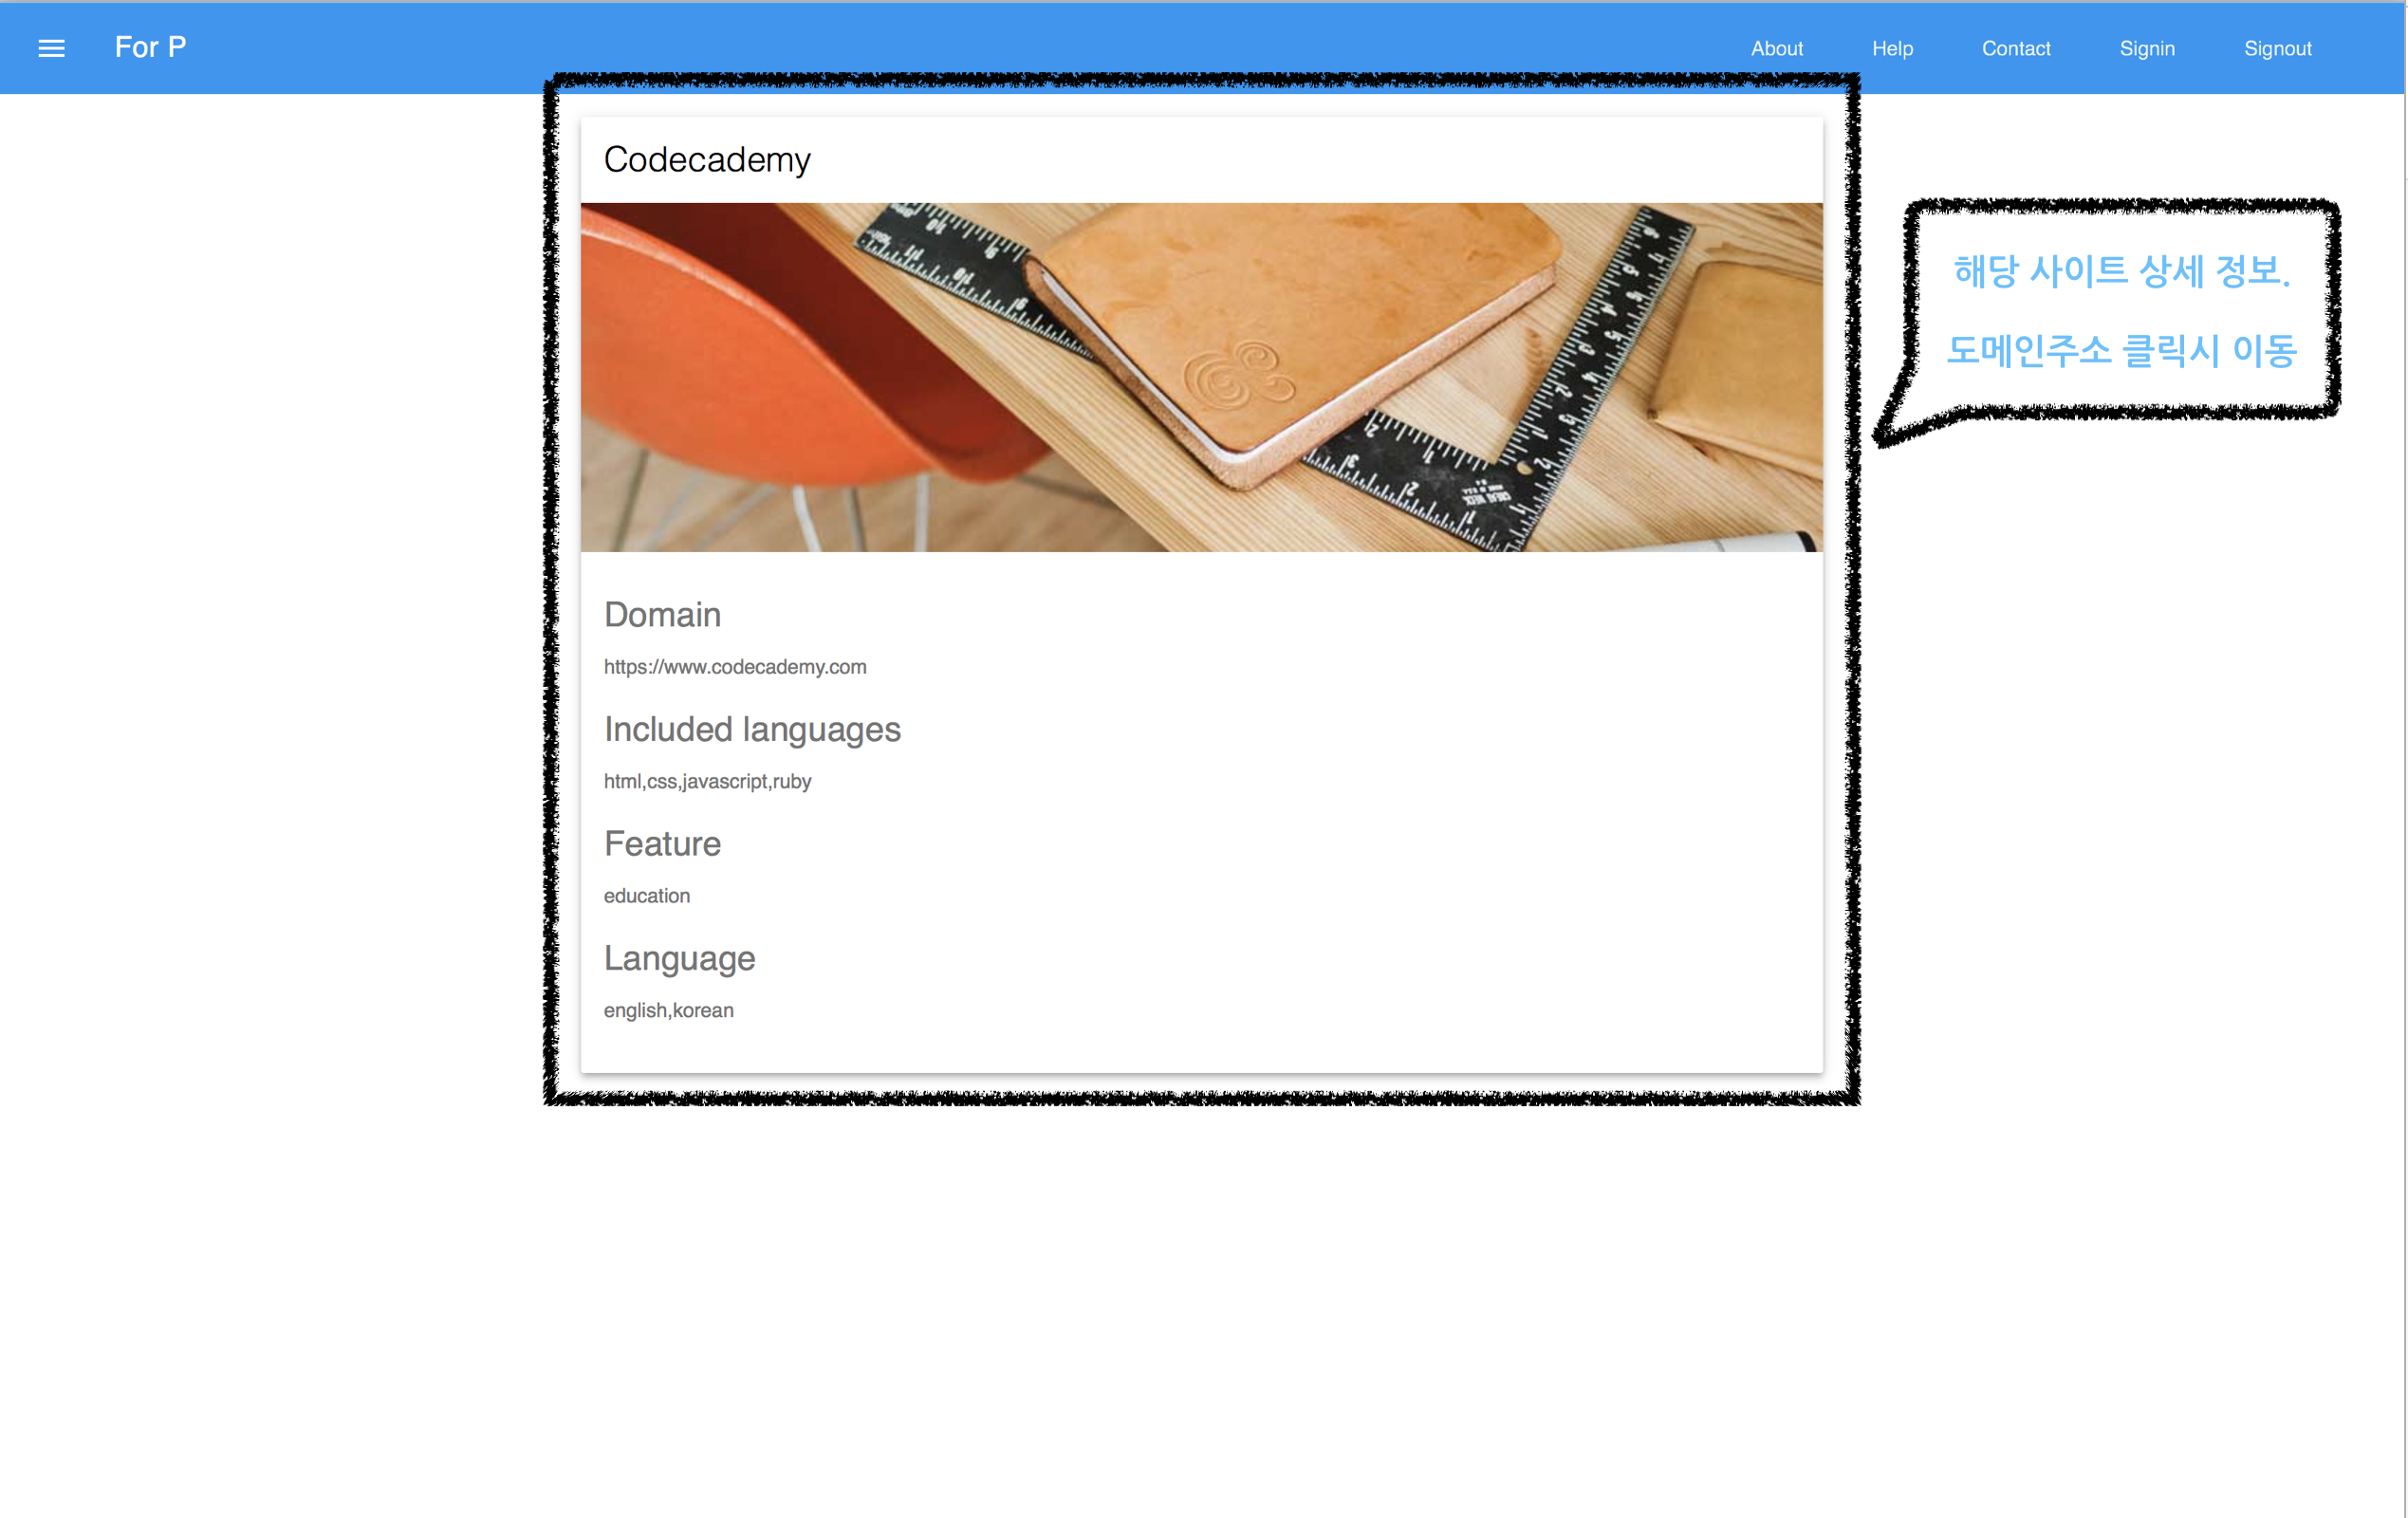 For P
About
Help
Contact
Signin
Signout
Codecademy
해당 사이트 상세 정보.
도메인주소 클릭시 이동
Domain
https://www.codecademy.com
Included languages
html,css,javascript,ruby
Feature
education
Language
english,korean